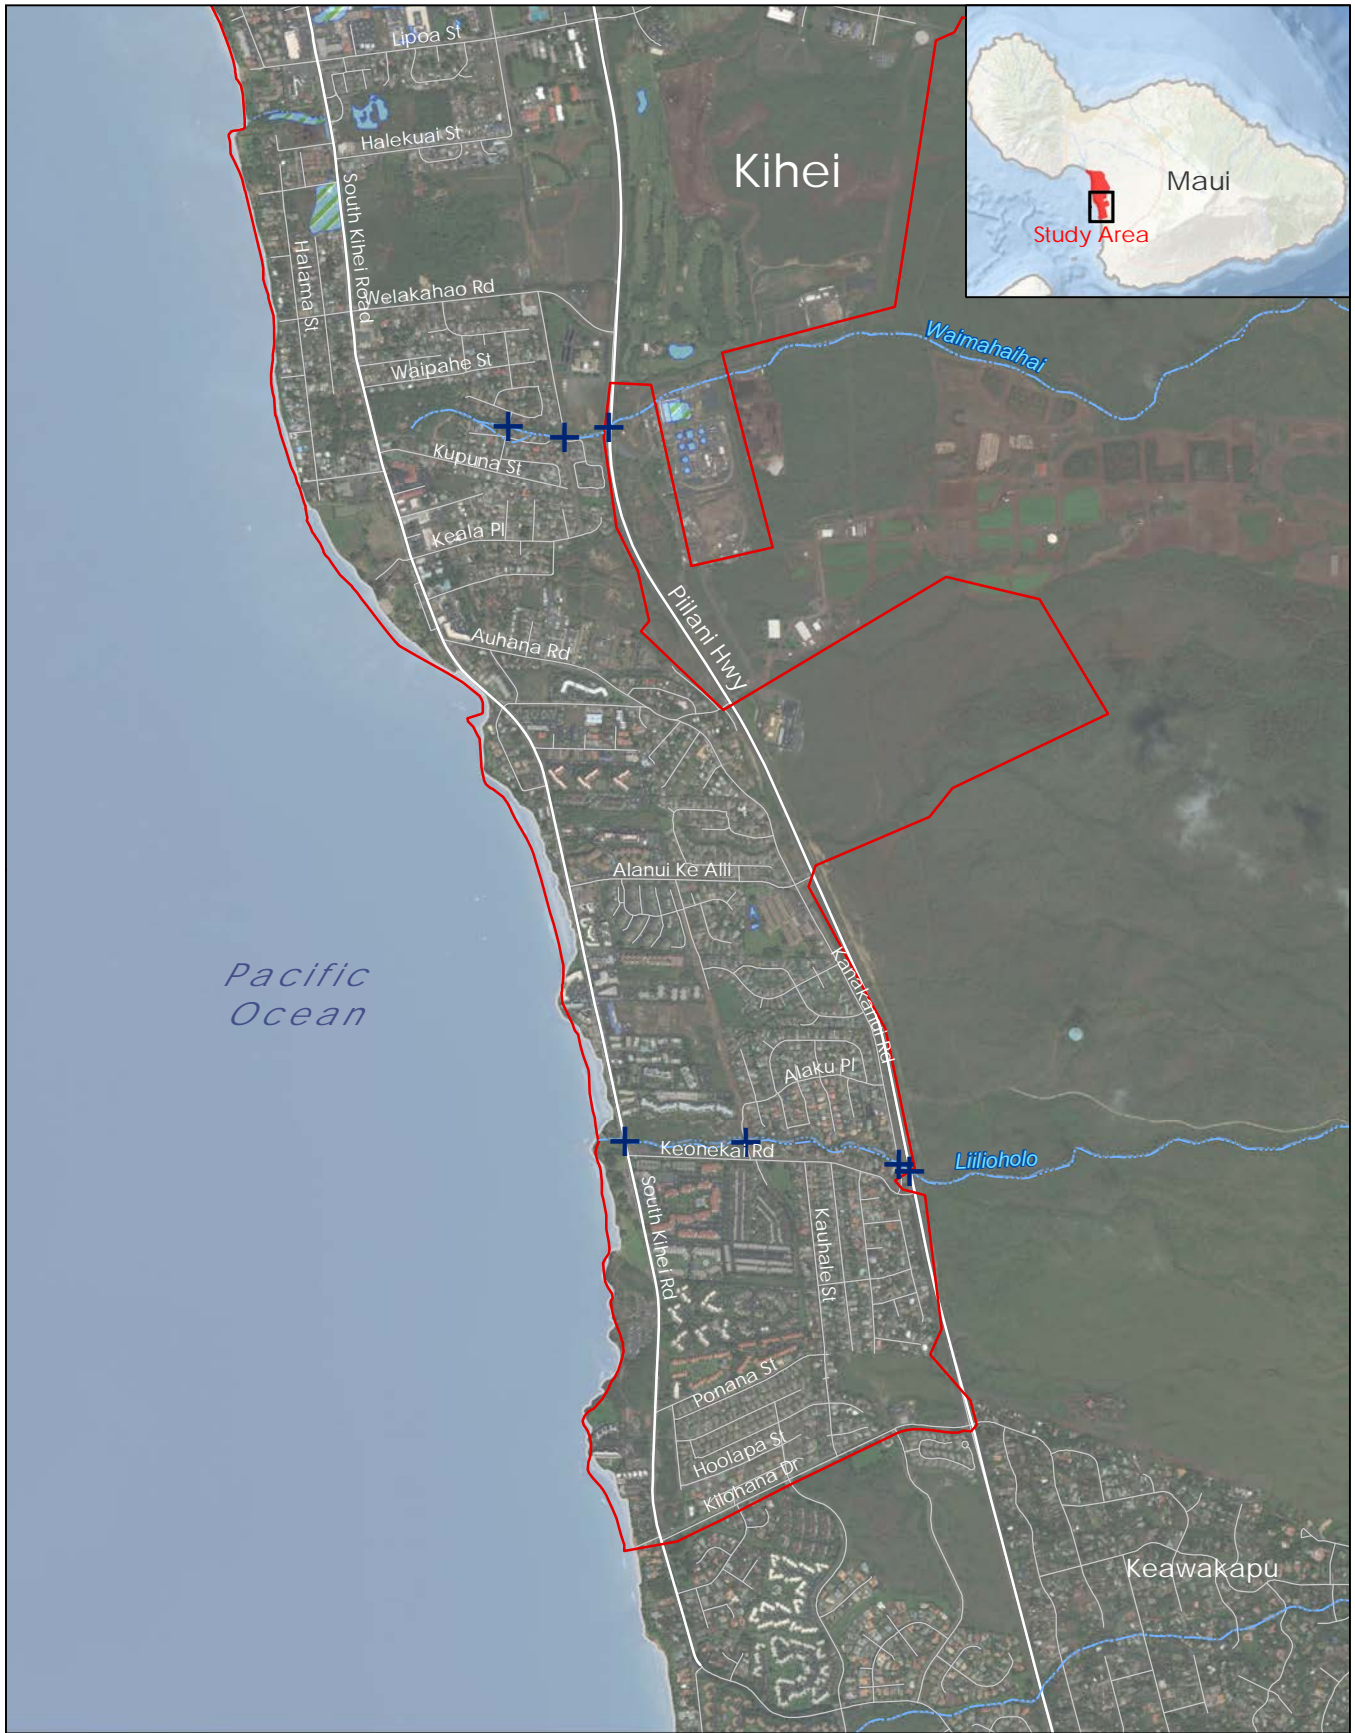 Lipoa St
Halekuai St
Kihei
Maui
Study Area
South Kihei Road
Halama St
Welakahao Rd
Waipahe St
Waimahaihai
Kupuna St
Keala Pl
Piilani Hwy
Auhana Rd
Alanui Ke Alii
Pacific
Ocean
Kanakanui Rd
Alaku Pl
Keonekai Rd
Liilioholo
South Kihei Rd
Kauhale St
Ponana St
Hoolapa St
Kilohana Dr
Keawakapu